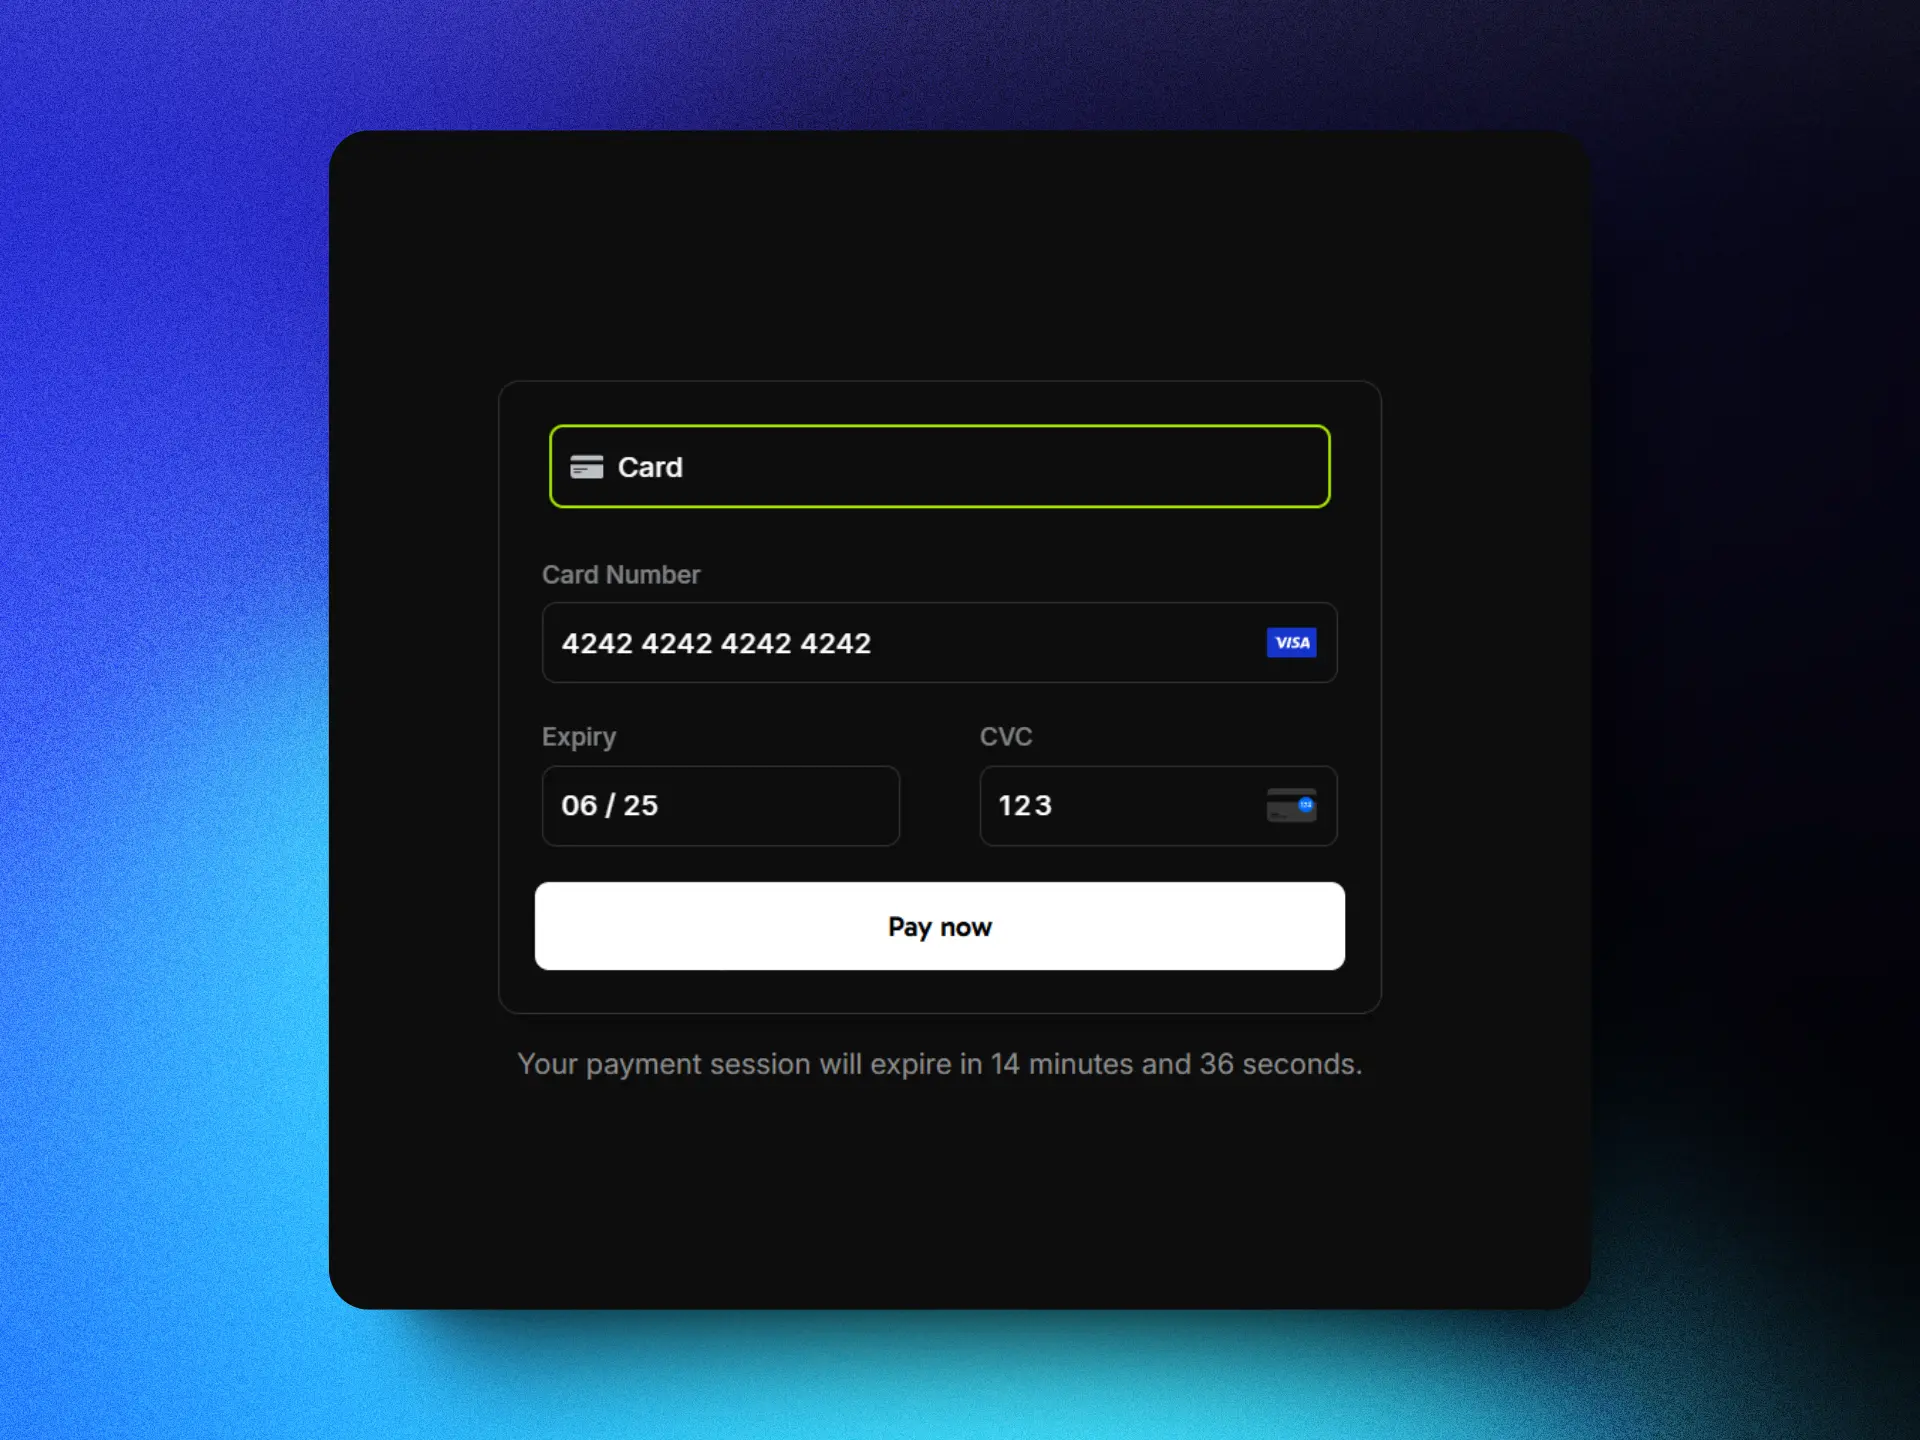 Card
Card Number
4242 4242 4242 4242 VISA
Expiry CVC
06 / 25 123
Pay now
Your payment session will expire in 14 minutes and 36 seconds.